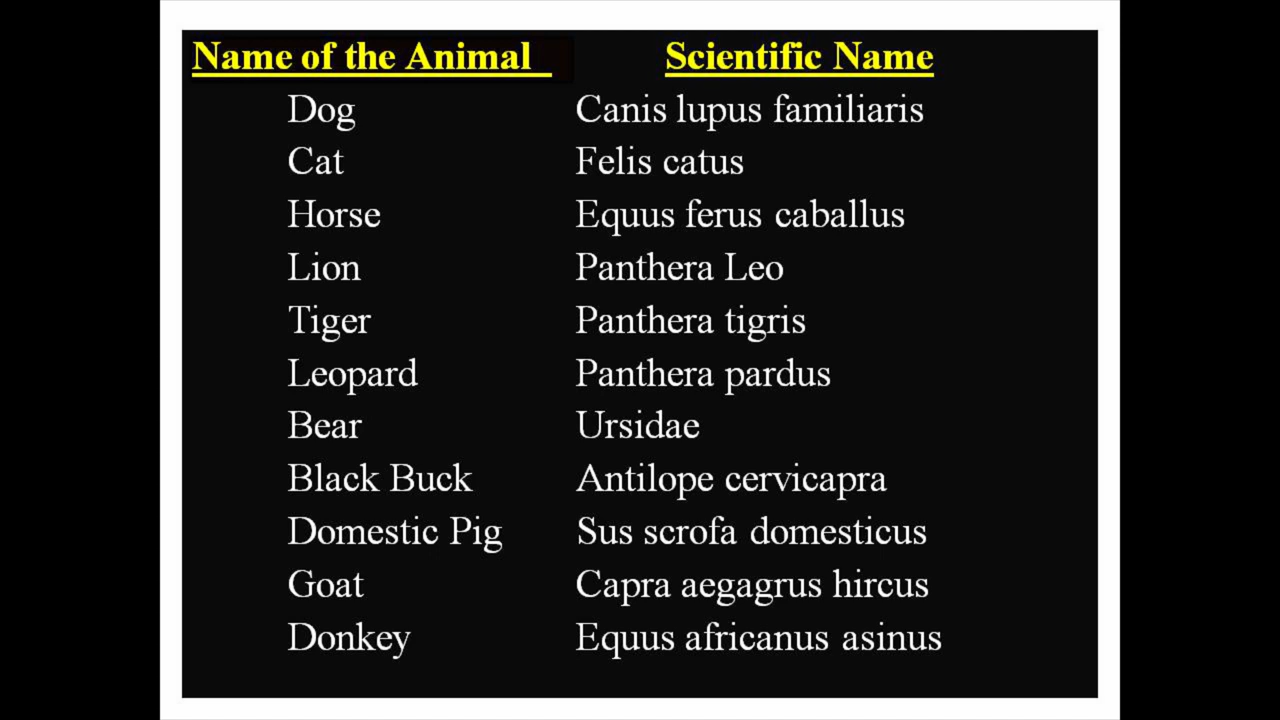 Name of the Animal Scientific Name
Dog Canis lupus familiaris
Cat Felis catus
Horse Equus ferus caballus
Lion Panthera Leo
Tiger Panthera tigris
Leopard Panthera pardus
Bear Ursidae
Black Buck Antilope cervicapra
Domestic Pig Sus scrofa domesticus
Goat Capra aegagrus hircus
Donkey Equus africanus asinus